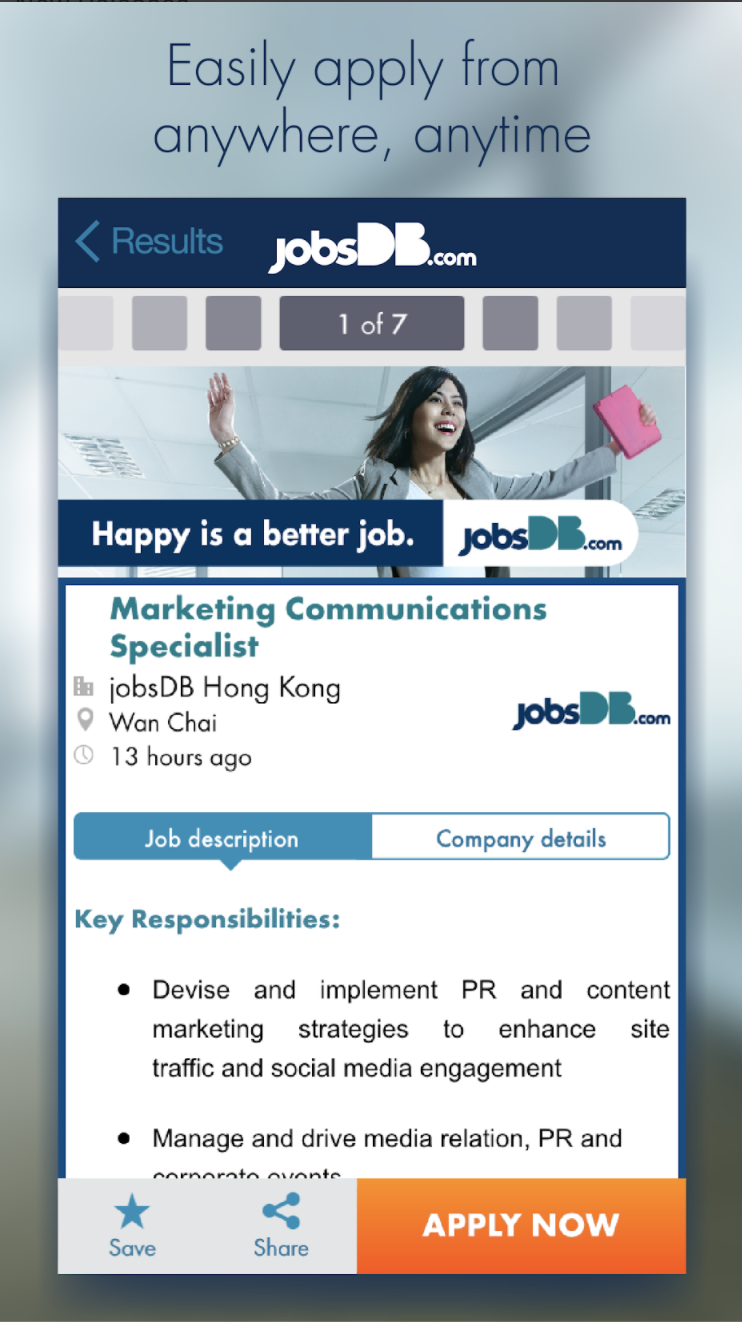 Easily apply from
anywhere, anytime
Results
jobsDB.com
1 of 7
Happy is a better job.
jobsDB.com
Marketing Communications
Specialist
jobsDB Hong Kong
jobsDB.com
Wan Chai
13 hours ago
Job description
Company details
Key Responsibilities:
● Devise and implement PR and content
marketing strategies to enhance site
traffic and social media engagement
● Manage and drive media relation, PR and
corporate events
Save
Share
APPLY NOW